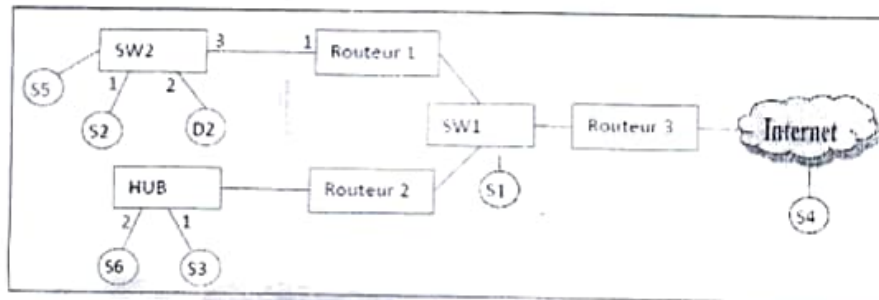 SW2
3
1
Routeur 1
S5
1
2
S2
D2
SW1
Routeur 3
Internet
HUB
Routeur 2
S1
2
1
S4
S6
S3